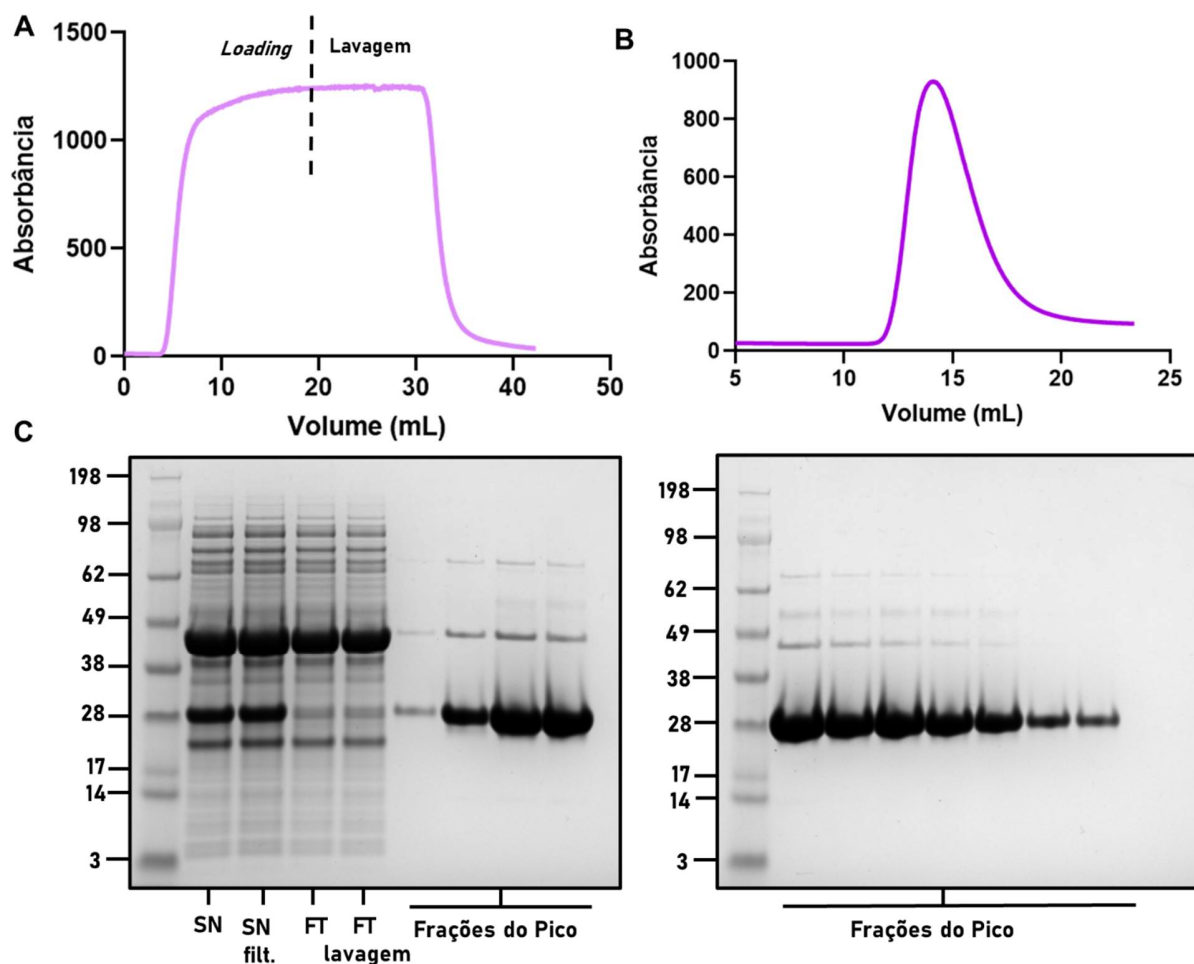 A
Absorbância
1500
1000
500
0
Loading
Lavagem
0 10 20 30 40 50
Volume (mL)
B
Absorbância
1000
800
600
400
200
0
5 10 15 20 25
Volume (mL)
C
198
98
62
49
38
28
17
14
3
SN
SN filt.
FT
FT lavagem
Frações do Pico
198
98
62
49
38
28
17
14
3
Frações do Pico